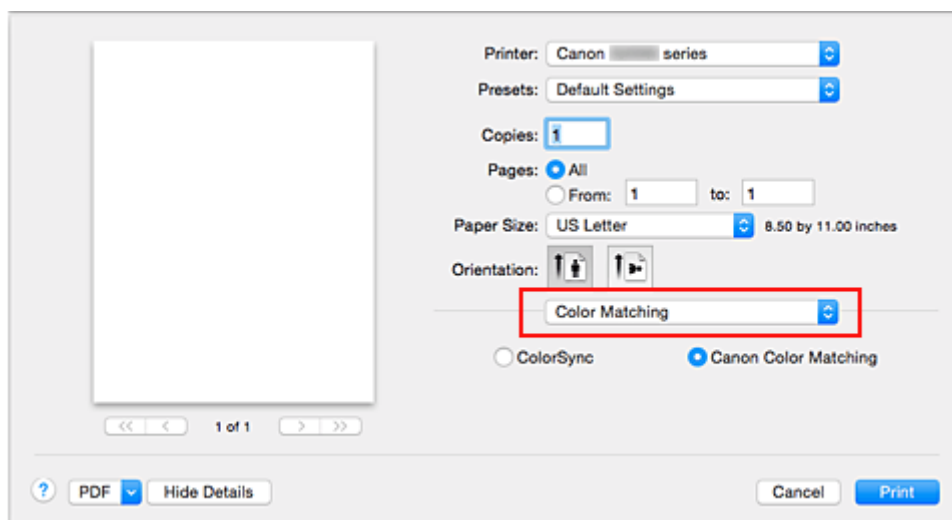 Printer: Canon series
Presets: Default Settings
Copies: 1
Pages: All
From: 1 to: 1
Paper Size: US Letter 8.50 by 11.00 inches
Orientation:
Color Matching
ColorSync Canon Color Matching
<< < 1 of 1 > >>
? PDF Hide Details Cancel Print